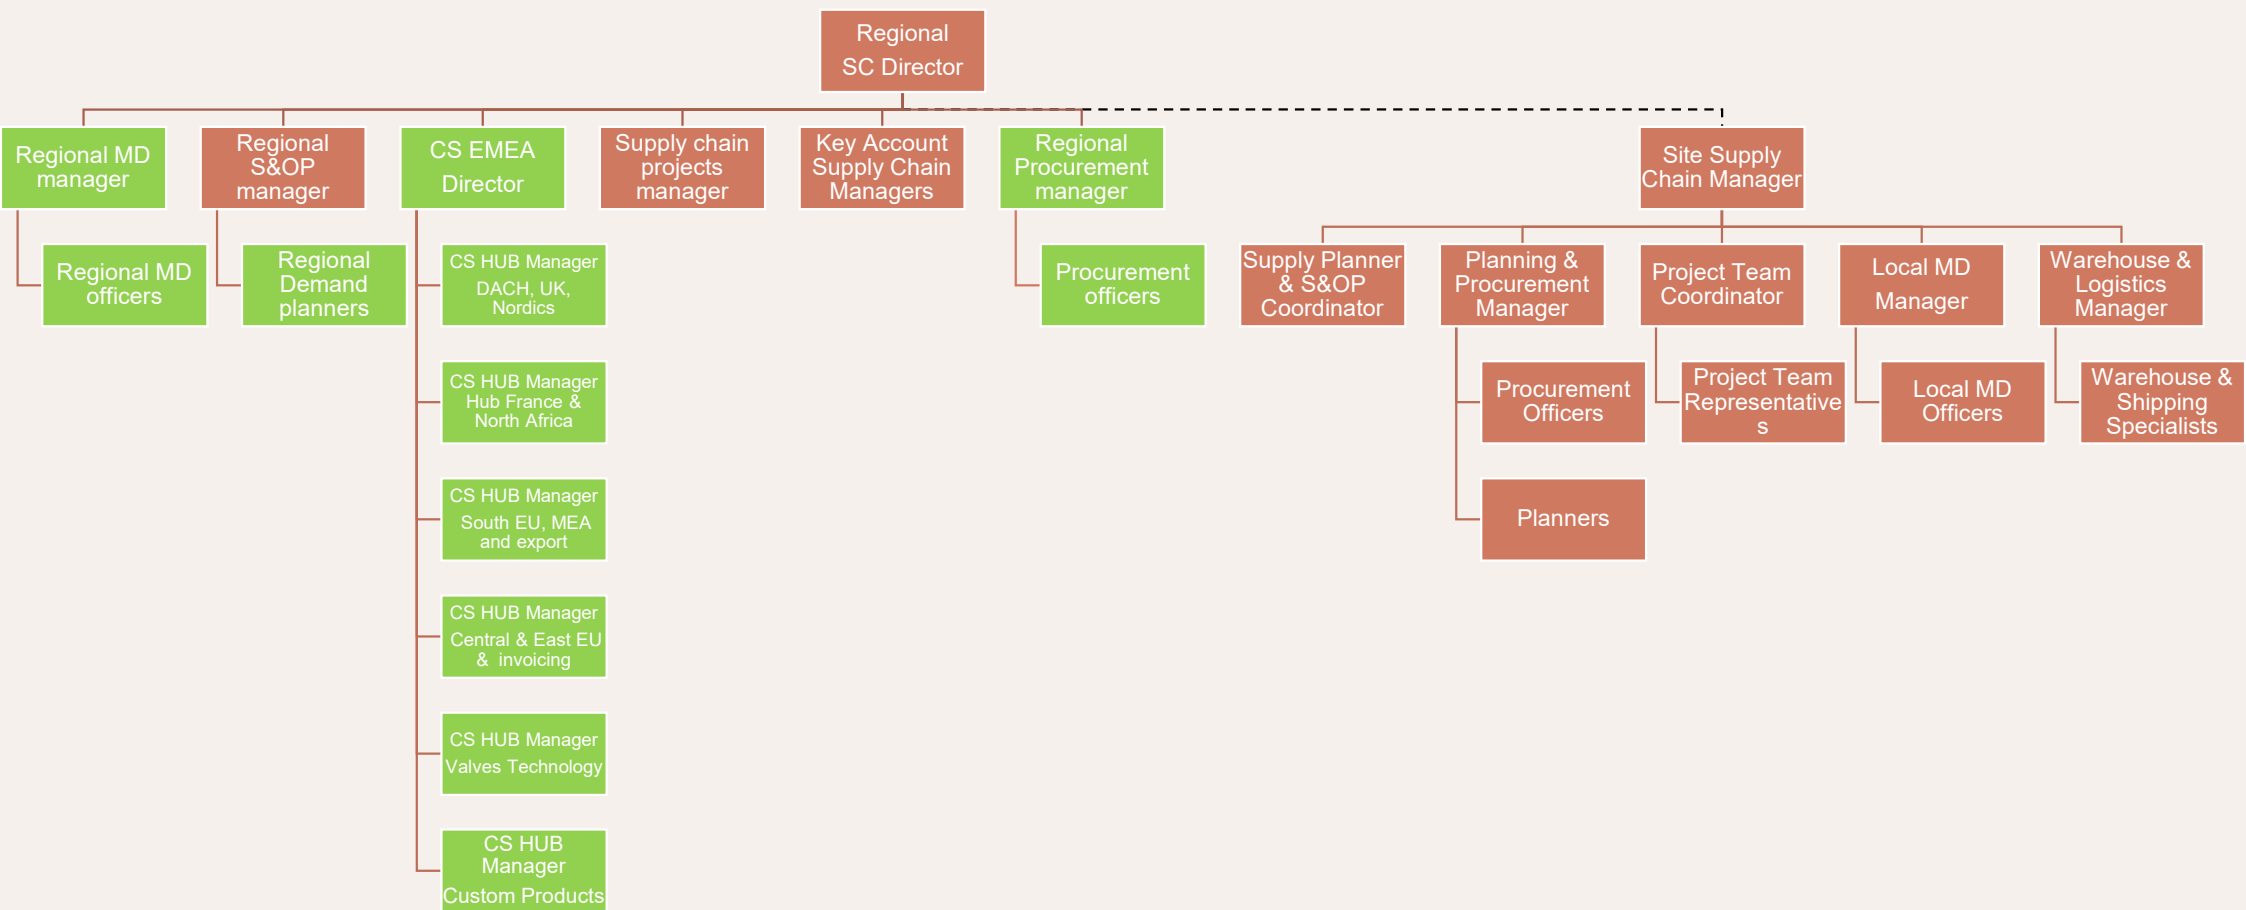 Regional
SC Director
Regional MD
manager
Regional
S&OP
manager
CS EMEA
Director
Supply chain
projects
manager
Key Account
Supply Chain
Managers
Regional
Procurement
manager
Site Supply
Chain Manager
Regional MD
officers
Regional
Demand
planners
CS HUB Manager
DACH, UK,
Nordics
Procurement
officers
Supply Planner
& S&OP
Coordinator
Planning &
Procurement
Manager
Project Team
Coordinator
Local MD
Manager
Warehouse &
Logistics
Manager
CS HUB Manager
Hub France &
North Africa
Procurement
Officers
Project Team
Representative
s
Local MD
Officers
Warehouse &
Shipping
Specialists
CS HUB Manager
South EU, MEA
and export
Planners
CS HUB Manager
Central & East EU
& invoicing
CS HUB Manager
Valves Technology
CS HUB
Manager
Custom Products